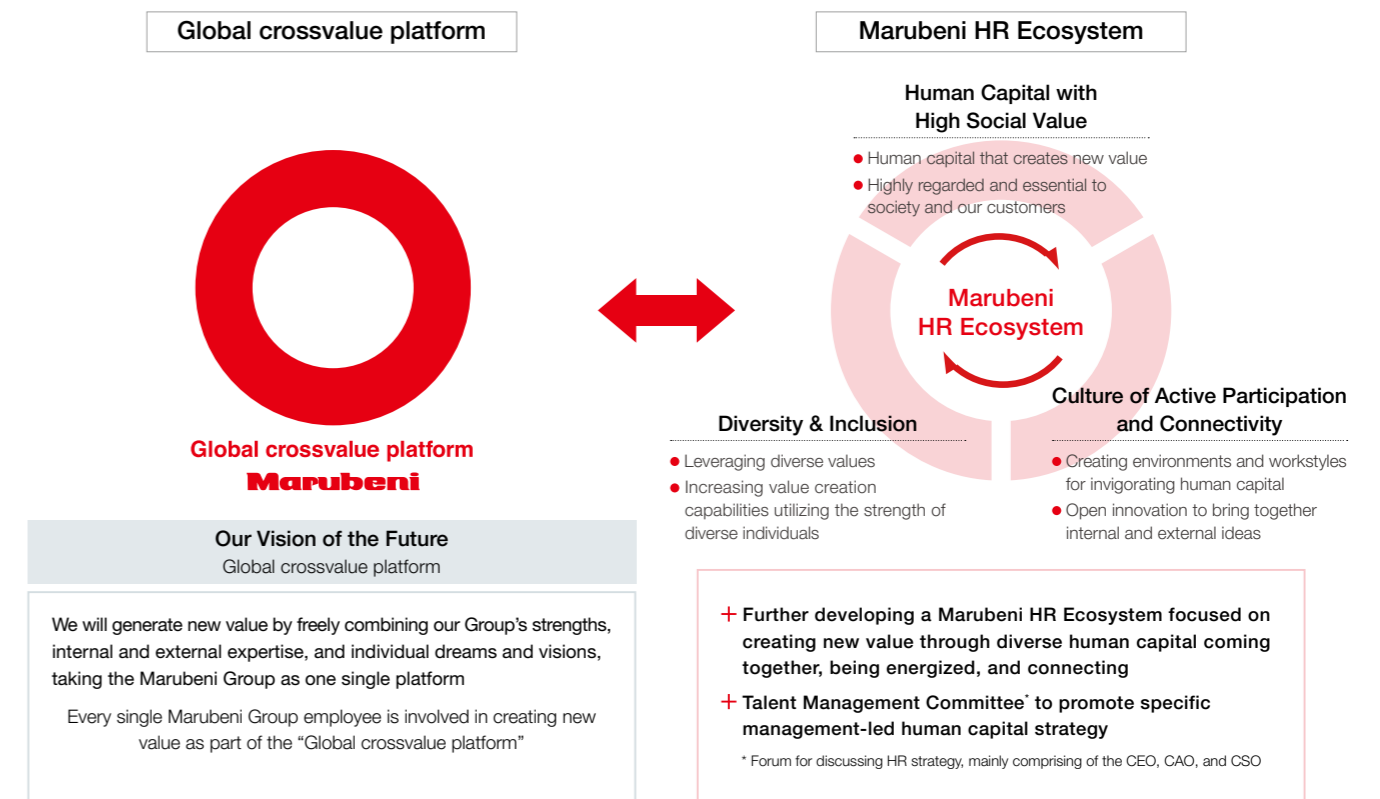 Global crossvalue platform
Global crossvalue platform
Marubeni
Our Vision of the Future
Global crossvalue platform
We will generate new value by freely combining our Group's strengths,
internal and external expertise, and individual dreams and visions,
taking the Marubeni Group as one single platform
Every single Marubeni Group employee is involved in creating new
value as part of the “Global crossvalue platform”
Marubeni HR Ecosystem
Human Capital with
High Social Value
● Human capital that creates new value
● Highly regarded and essential to
society and our customers
Marubeni
HR Ecosystem
Diversity & Inclusion
● Leveraging diverse values
● Increasing value creation
capabilities utilizing the strength of
diverse individuals
Culture of Active Participation
and Connectivity
● Creating environments and workstyles
for invigorating human capital
● Open innovation to bring together
internal and external ideas
+ Further developing a Marubeni HR Ecosystem focused on
creating new value through diverse human capital coming
together, being energized, and connecting
+ Talent Management Committee* to promote specific
management-led human capital strategy
* Forum for discussing HR strategy, mainly comprising of the CEO, CAO, and CSO